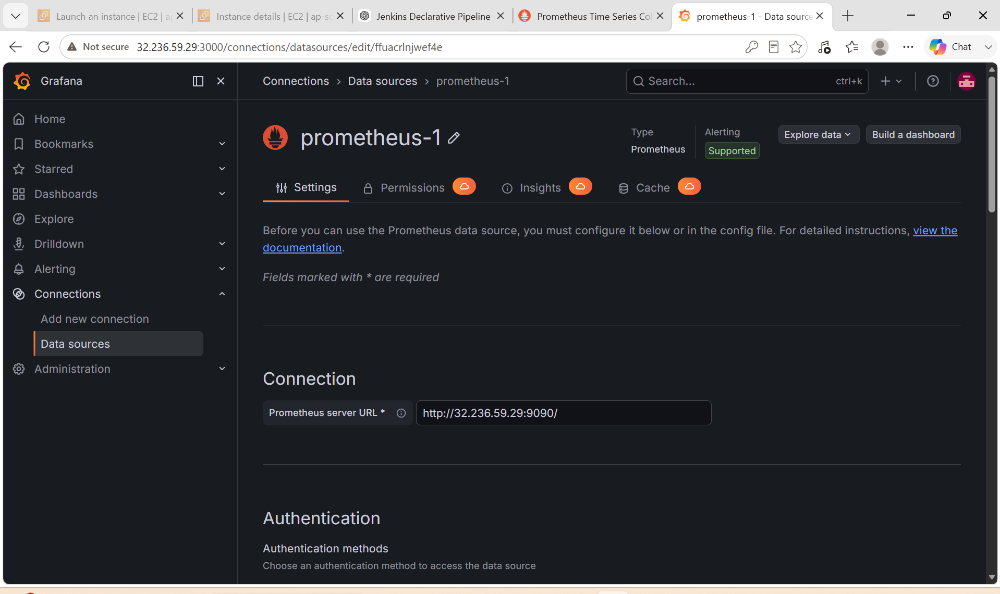 Launch an instance | EC2 | a
Instance details | EC2 | ap-so
Jenkins Declarative Pipeline
Prometheus Time Series Col
prometheus-1 - Data source
Not secure
32.236.59.29:3000/connections/datasources/edit/ffuacrlnjwef4e
Chat
Grafana
Connections › Data sources › prometheus-1
Search...
ctrl+k
Home
Bookmarks
Starred
Dashboards
Explore
Drilldown
Alerting
Connections
Add new connection
Data sources
Administration
prometheus-1
Type
Prometheus
Alerting
Supported
Explore data
Build a dashboard
Settings
Permissions
Insights
Cache
Before you can use the Prometheus data source, you must configure it below or in the config file. For detailed instructions, view the
documentation.
Fields marked with * are required
Connection
Prometheus server URL *
http://32.236.59.29:9090/
Authentication
Authentication methods
Choose an authentication method to access the data source